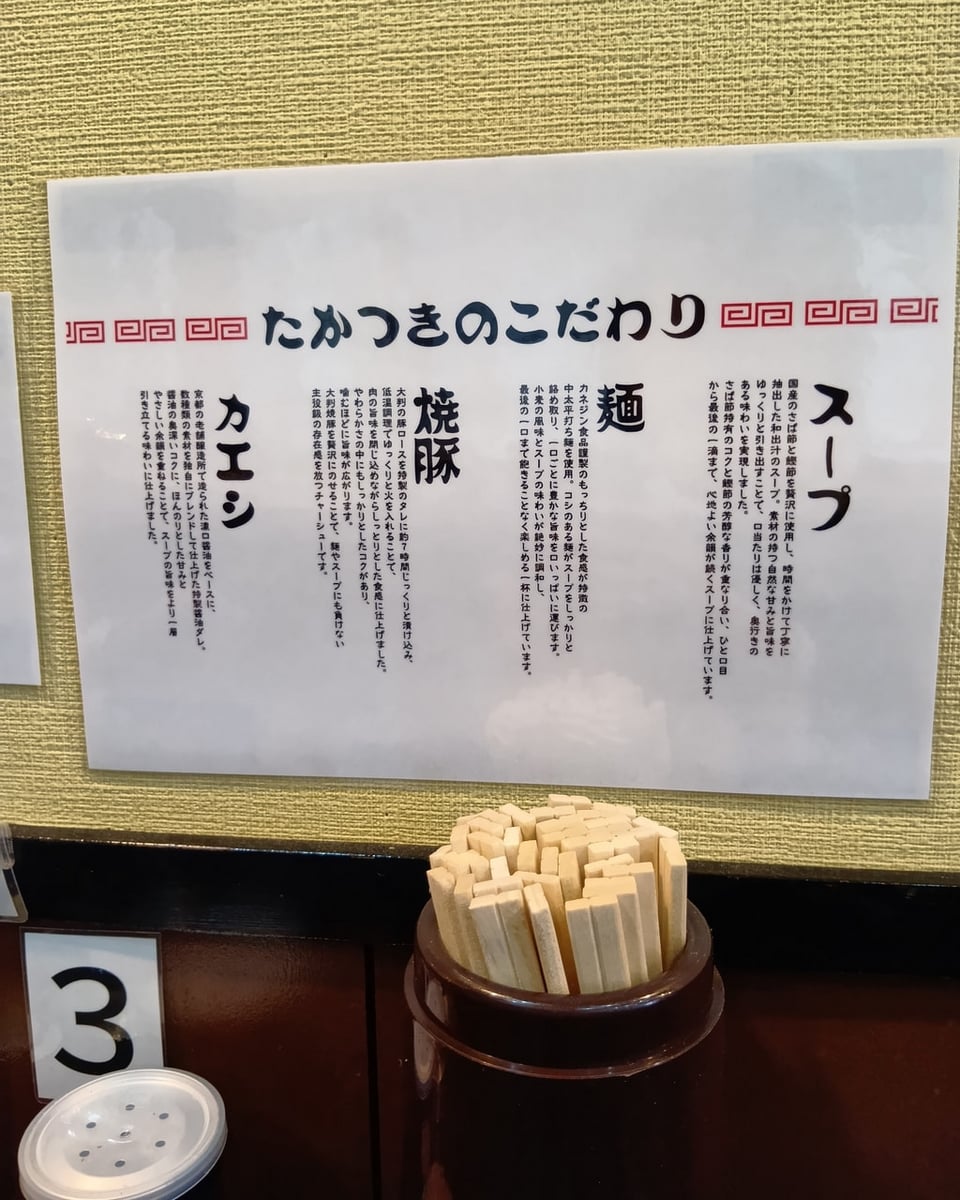 たかつきのこだわり
スープ
国産のさば節と鰹節を贅沢に使用し、時間をかけて丁寧に
抽出した和出汁のスープ。素材の持つ自然な甘みと旨味を
ゆっくりと引き出すことで、口当たりは優しく、奥行きの
ある味わいを実現しました。
さば節特有のコクと鰹節の芳醇な香りが重なり合い、ひと口目
から最後の一滴まで、心地よい余韻が続くスープに仕上げています。
麺
カネジン食品謹製のもっちりとした食感が特徴の
中太平打ち麺を使用。コシのある麺がスープをしっかりと
絡め取り、一口ごとに豊かな旨味を口いっぱいに運びます。
小麦の風味とスープの味わいが絶妙に調和し、
最後の一口まで飽きることなく楽しめる一杯に仕上げています。
焼豚
大判の豚ロースを特製のタレに約7時間じっくりと漬け込み、
低温調理でゆっくりと火を入れることで、
肉の旨味を閉じ込めながらしっとりとした食感に仕上げました。
やわらかさの中にもしっかりとしたコクがあり、
噛むほどに旨味が広がります。
大判焼豚を贅沢にのせることで、麺やスープにも負けない
主役級の存在感を放つチャーシューです。
カエシ
京都の老舗醸造所で造られた濃口醤油をベースに、
数種類の素材を独自にブレンドして仕上げた特製醤油ダレ。
醤油の奥深いコクに、ほんのりとした甘みと
やさしい余韻を重ねることで、スープの旨味をより一層
引き立てる味わいに仕上げました。
3